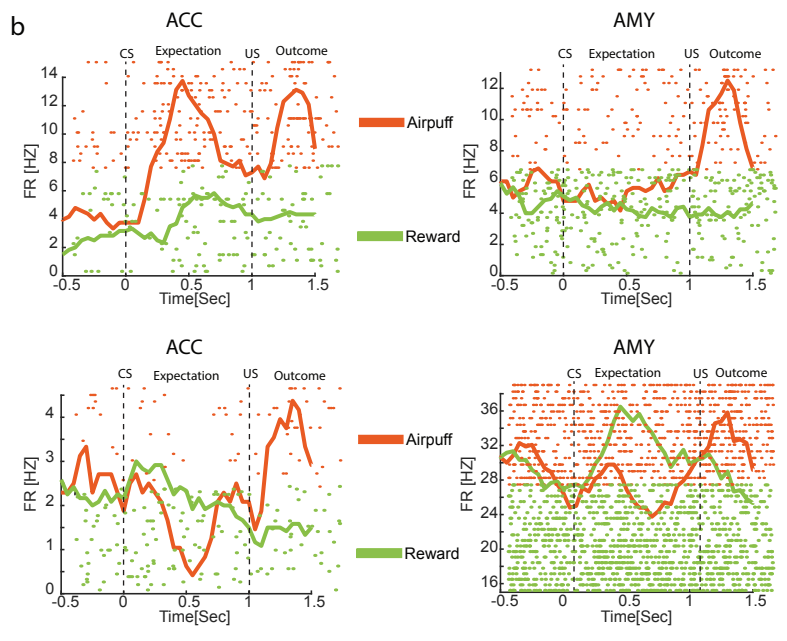 b
ACC
AMY
CS Expectation US Outcome
CS Expectation US Outcome
14
12
10
8
6
4
2
0
FR [HZ]
-0.5 0 0.5 1 1.5
Time[Sec]
Airpuff
Reward
12
10
8
6
4
2
0
FR [HZ]
-0.5 0 0.5 1 1.5
Time[Sec]
ACC
AMY
CS Expectation US Outcome
CS Expectation US Outcome
4
3
2
1
0
FR [HZ]
-0.5 0 0.5 1 1.5
Time[Sec]
Airpuff
Reward
36
32
28
24
20
16
FR [HZ]
-0.5 0 0.5 1 1.5
Time[Sec]